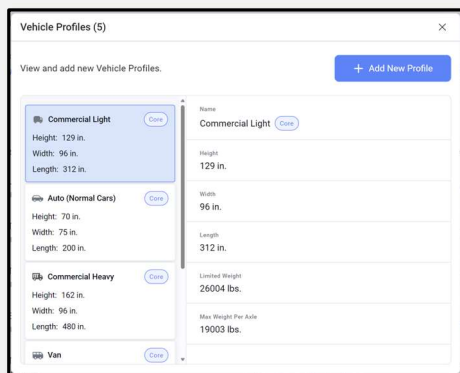 Vehicle Profiles (5)
View and add new Vehicle Profiles.
+ Add New Profile
Commercial Light Core
Height: 129 in.
Width: 96 in.
Length: 312 in.
Auto (Normal Cars) Core
Height: 70 in.
Width: 75 in.
Length: 200 in.
Commercial Heavy Core
Height: 162 in.
Width: 96 in.
Length: 480 in.
Van Core
Name
Commercial Light Core
Height
129 in.
Width
96 in.
Length
312 in.
Limited Weight
26004 lbs.
Max Weight Per Axle
19003 lbs.